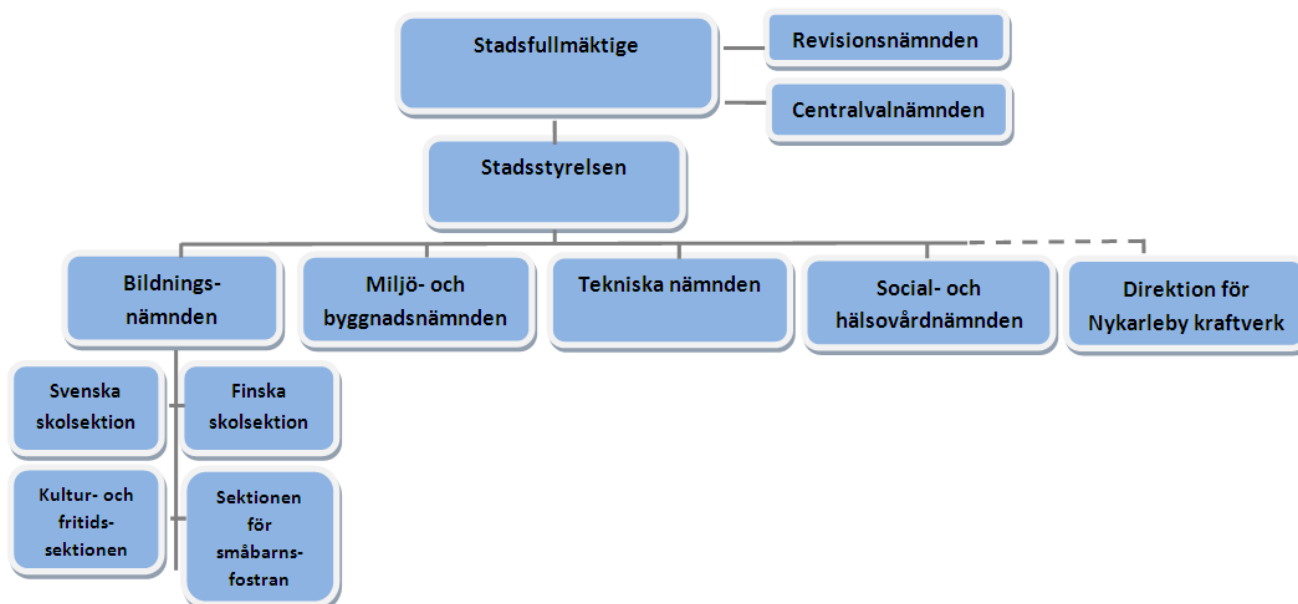 Stadsfullmäktige
Revisionsnämnden
Centralvalnämnden
Stadsstyrelsen
Bildnings-
nämnden
Miljö- och
byggnadsnämnden
Tekniska nämnden
Social- och
hälsovårdnämnden
Direktion för
Nykarleby kraftverk
Svenska
skolsektion
Finska
skolsektion
Kultur- och
fritids-
sektionen
Sektionen
för
småbarns-
fostran